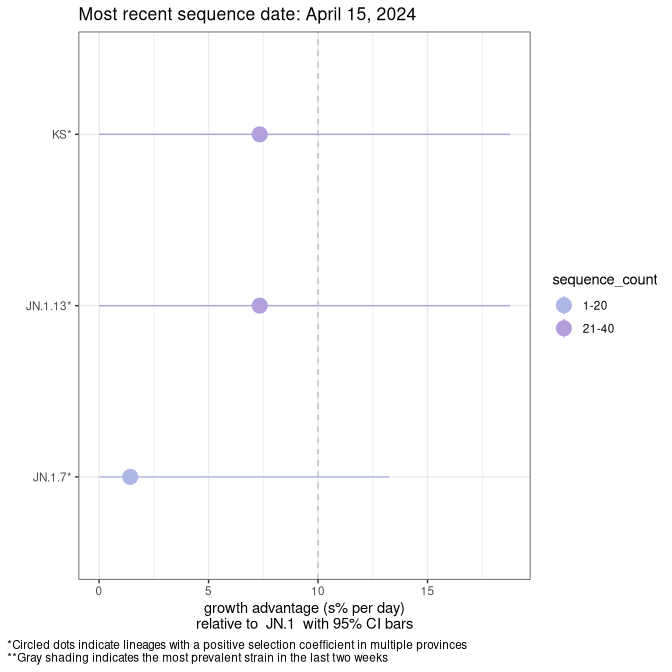 Most recent sequence date: April 15, 2024
KS*
JN.1.13*
JN.1.7*
sequence_count
1-20
21-40
0 5 10 15
growth advantage (s% per day)
relative to JN.1 with 95% CI bars
*Circled dots indicate lineages with a positive selection coefficient in multiple provinces
**Gray shading indicates the most prevalent strain in the last two weeks